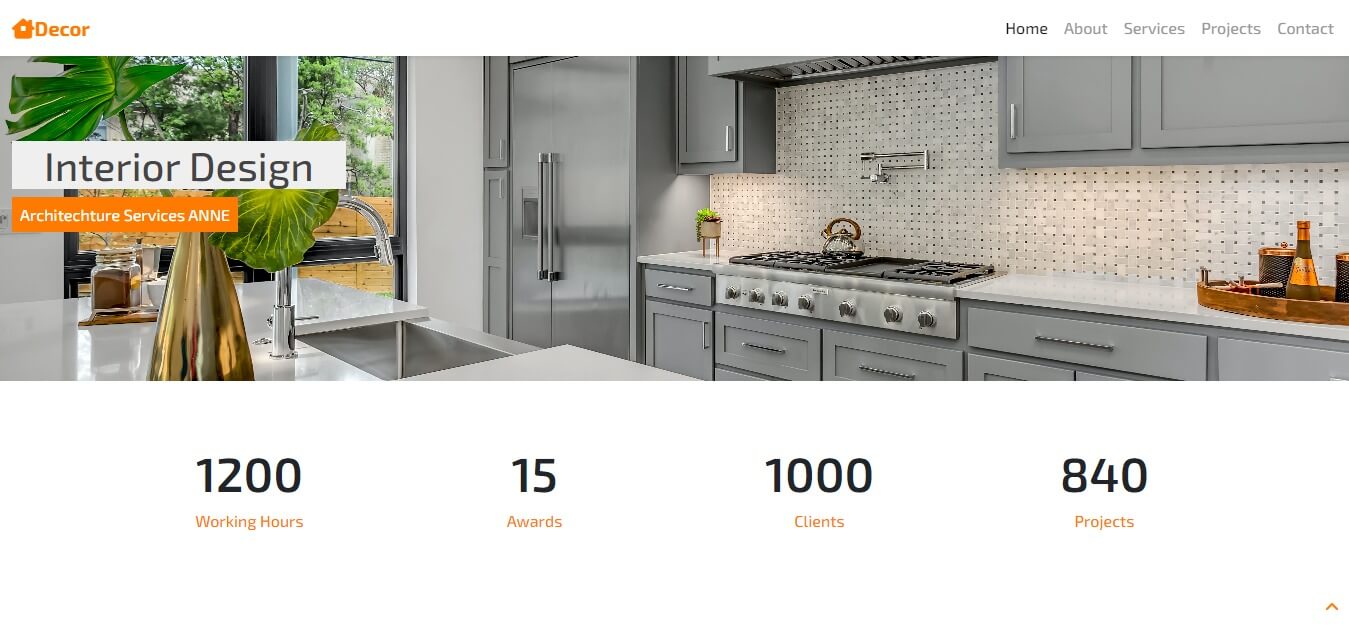 Decor
Home About Services Projects Contact
Interior Design
Architechture Services ANNE
1200 15 1000 840
Working Hours Awards Clients Projects